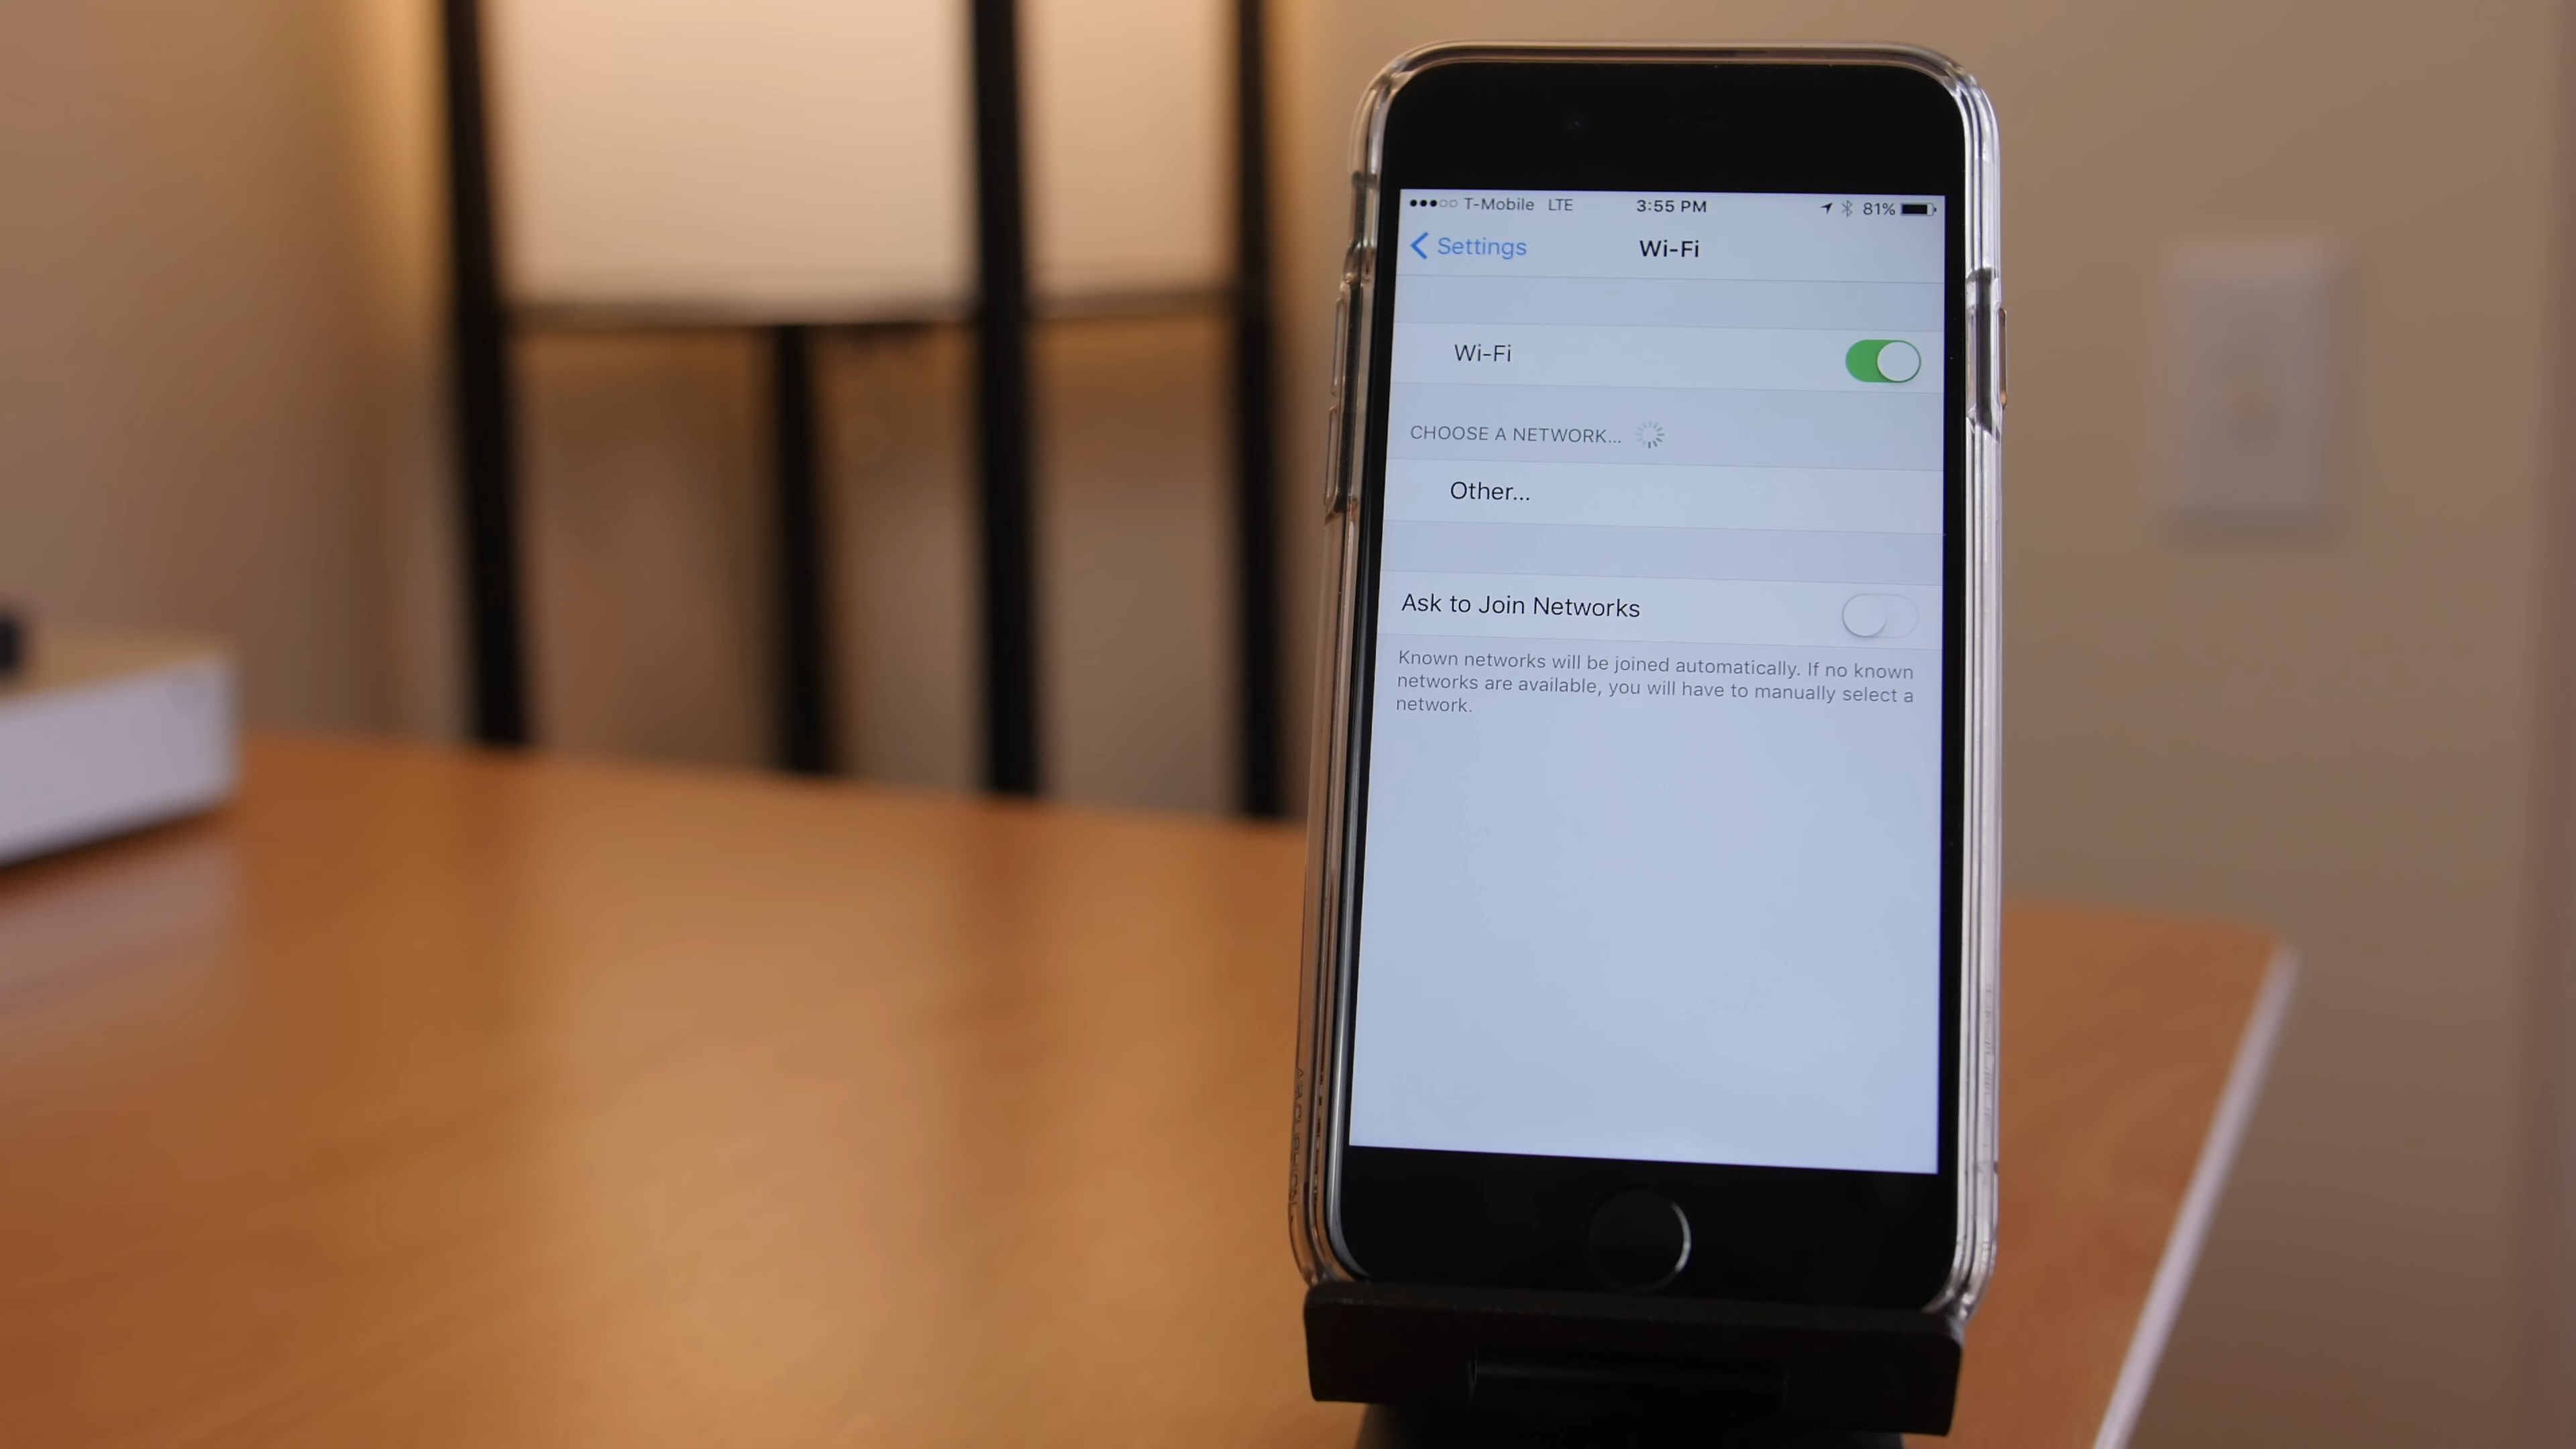 T-Mobile LTE 3:55 PM 81%
Settings Wi-Fi
Wi-Fi
CHOOSE A NETWORK...
Other...
Ask to Join Networks
Known networks will be joined automatically. If no known
networks are available, you will have to manually select a
network.